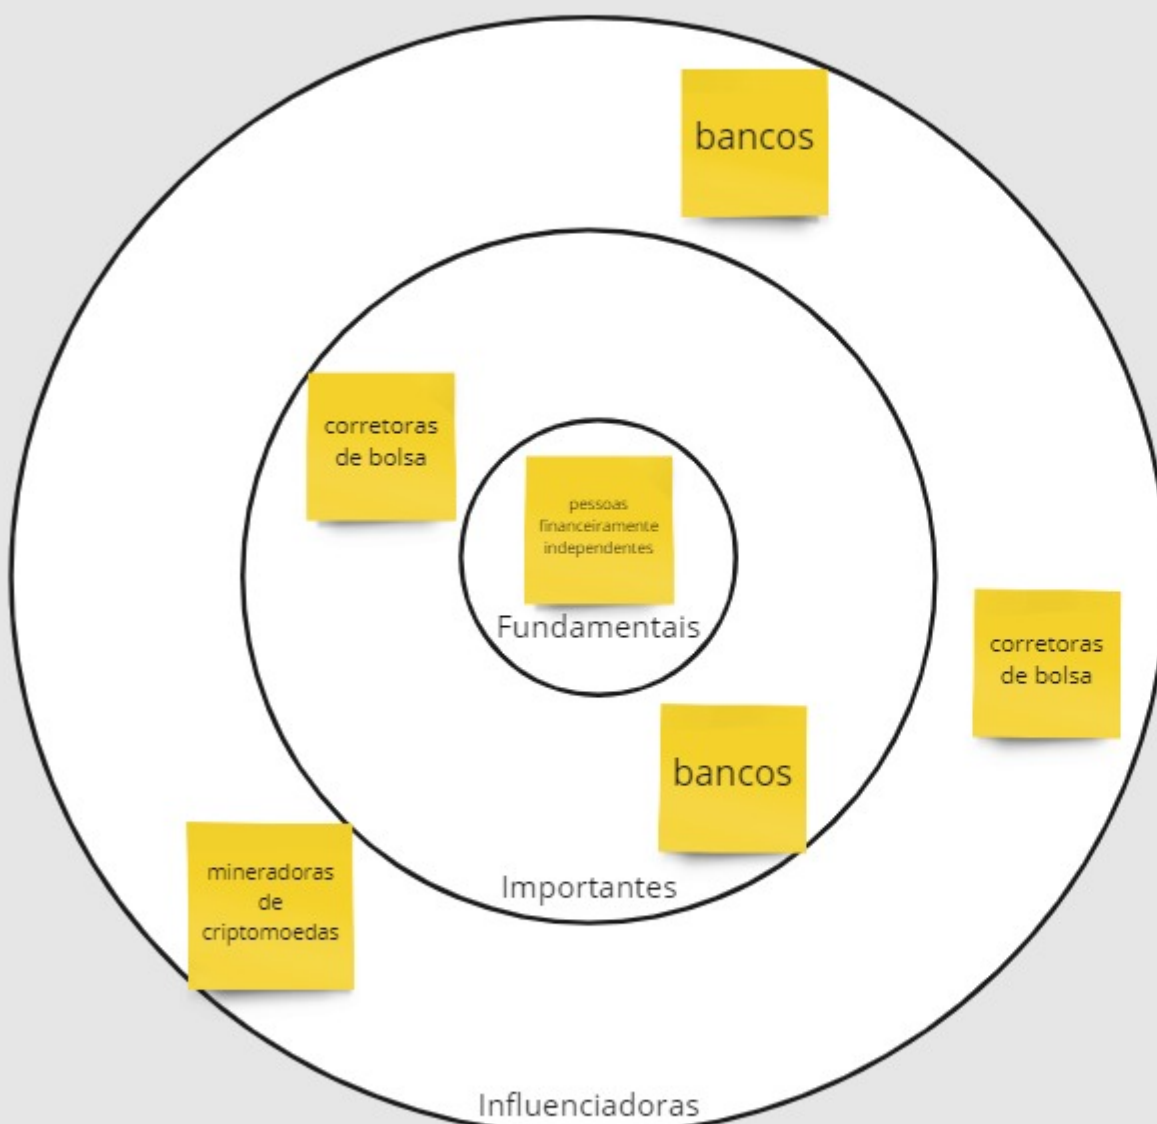 bancos
corretoras
de bolsa
pessoas
financeiramente
independentes
Fundamentais
corretoras
de bolsa
bancos
Importantes
mineradoras
de
criptomoedas
Influenciadoras